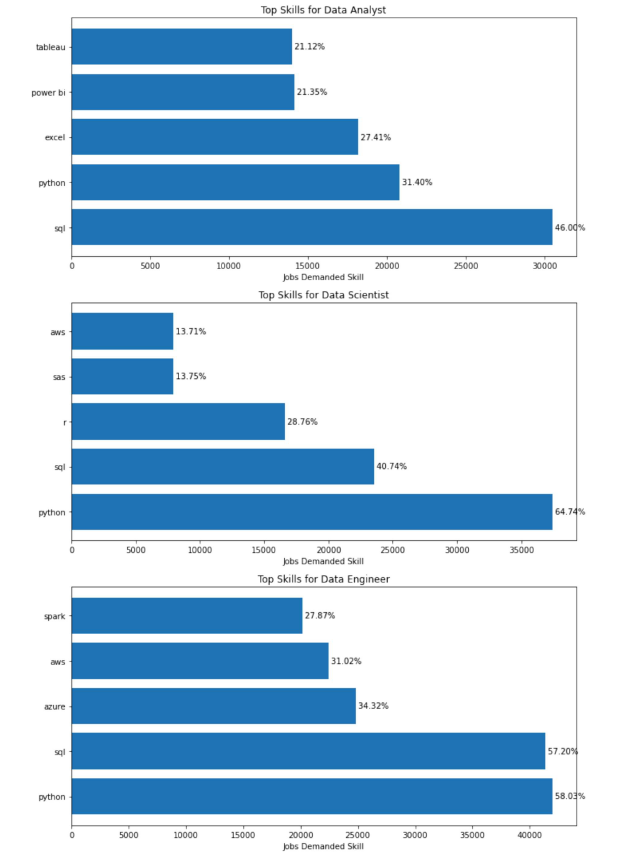 Top Skills for Data Analyst
tableau 21.12%
power bi 21.35%
excel 27.41%
python 31.40%
sql 46.00%
0 5000 10000 15000 20000 25000 30000
Jobs Demanded Skill
Top Skills for Data Scientist
aws 13.71%
sas 13.75%
r 28.76%
sql 40.74%
python 64.74%
0 5000 10000 15000 20000 25000 30000 35000
Jobs Demanded Skill
Top Skills for Data Engineer
spark 27.87%
aws 31.02%
azure 34.32%
sql 57.20%
python 58.03%
0 5000 10000 15000 20000 25000 30000 35000 40000
Jobs Demanded Skill